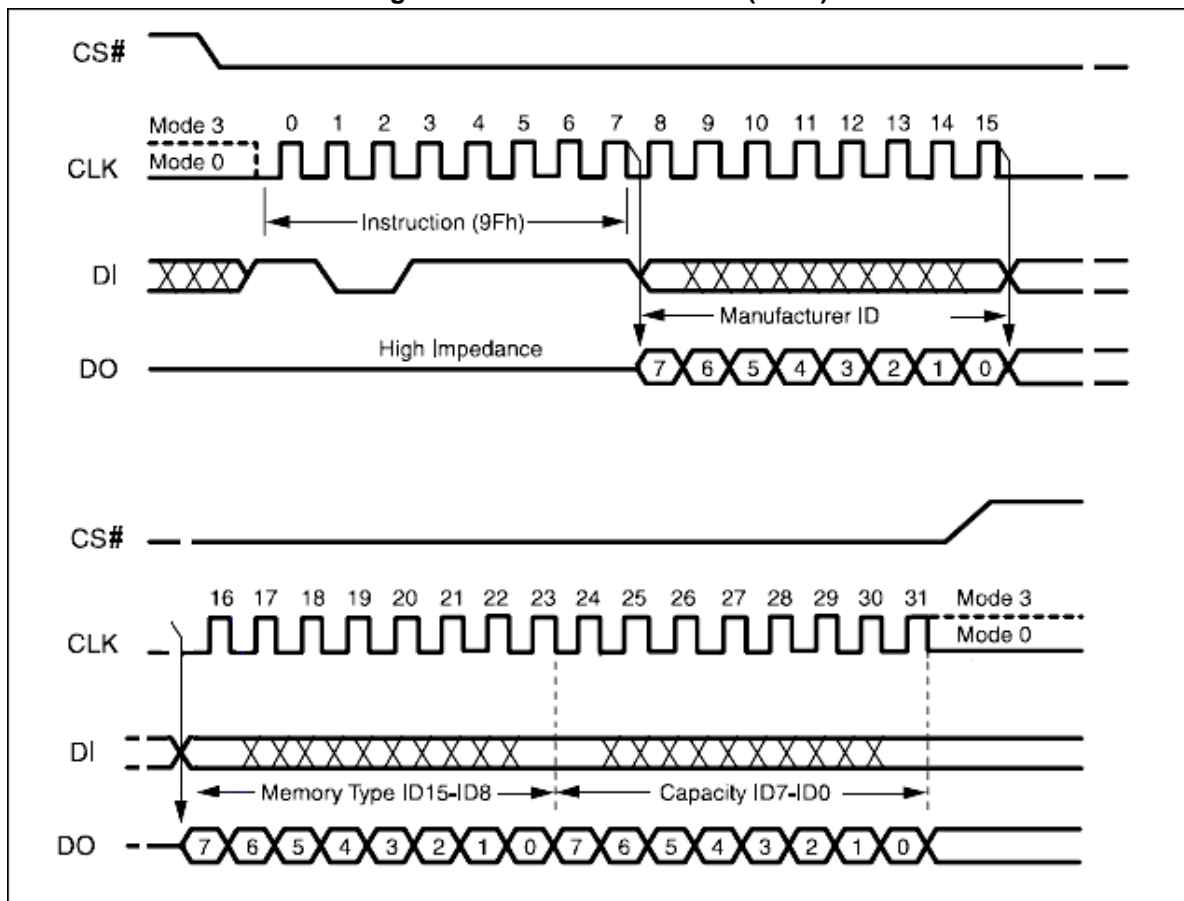 CS#
Mode 3
0 1 2 3 4 5 6 7 8 9 10 11 12 13 14 15
CLK
Mode 0
Instruction (9Fh)
DI
Manufacturer ID
High Impedance
DO
7 6 5 4 3 2 1 0
CS#
16 17 18 19 20 21 22 23 24 25 26 27 28 29 30 31
Mode 3
CLK
Mode 0
DI
Memory Type ID15-ID8
Capacity ID7-ID0
DO
7 6 5 4 3 2 1 0 7 6 5 4 3 2 1 0